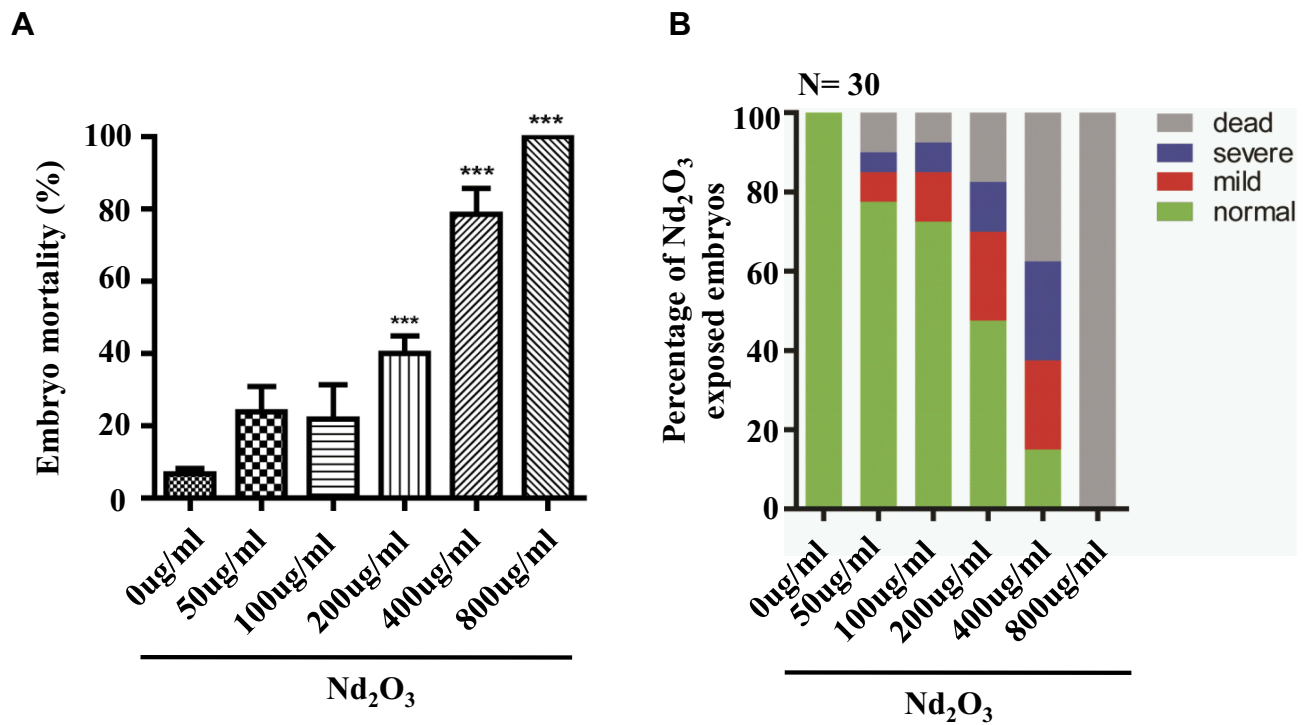 A
Embryo mortality (%)
100
80
60
40
20
0
***
***
***
0ug/ml
50ug/ml
100ug/ml
200ug/ml
400ug/ml
800ug/ml
Nd₂O₃
B
N= 30
Percentage of Nd₂O₃
exposed embryos
100
80
60
40
20
0
dead
severe
mild
normal
0ug/ml
50ug/ml
100ug/ml
200ug/ml
400ug/ml
800ug/ml
Nd₂O₃